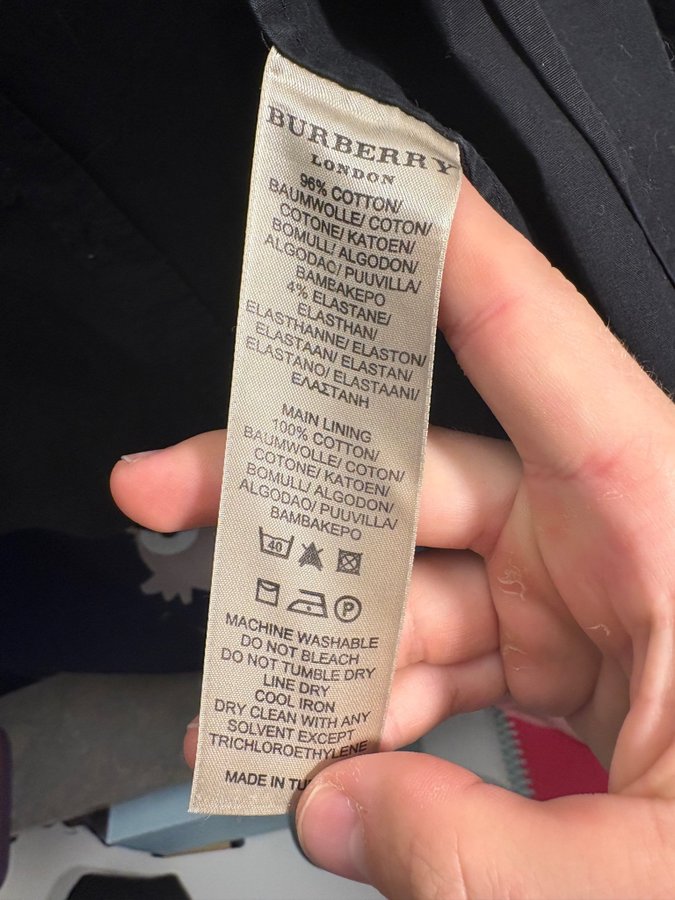 BURBERRY
LONDON
96% COTTON/
BAUMWOLLE/ COTON/
COTONE/ KATOEN/
BOMULL/ ALGODON/
ALGODAO/ PUUVILLA/
BAMBAKEPO
4% ELASTANE/
ELASTHAN/
ELASTHANNE/ ELASTON/
ELASTAAN/ ELASTAN/
ELASTANO/ ELASTAANI/
ΕΛΑΣΤΑΝΗ
MAIN LINING
100% COTTON/
BAUMWOLLE/ COTON/
COTONE/ KATOEN/
BOMULL/ ALGODON/
ALGODAO/ PUUVILLA/
BAMBAKEPO
40
P
MACHINE WASHABLE
DO NOT BLEACH
DO NOT TUMBLE DRY
LINE DRY
COOL IRON
DRY CLEAN WITH ANY
SOLVENT EXCEPT
TRICHLOROETHYLENE
MADE IN